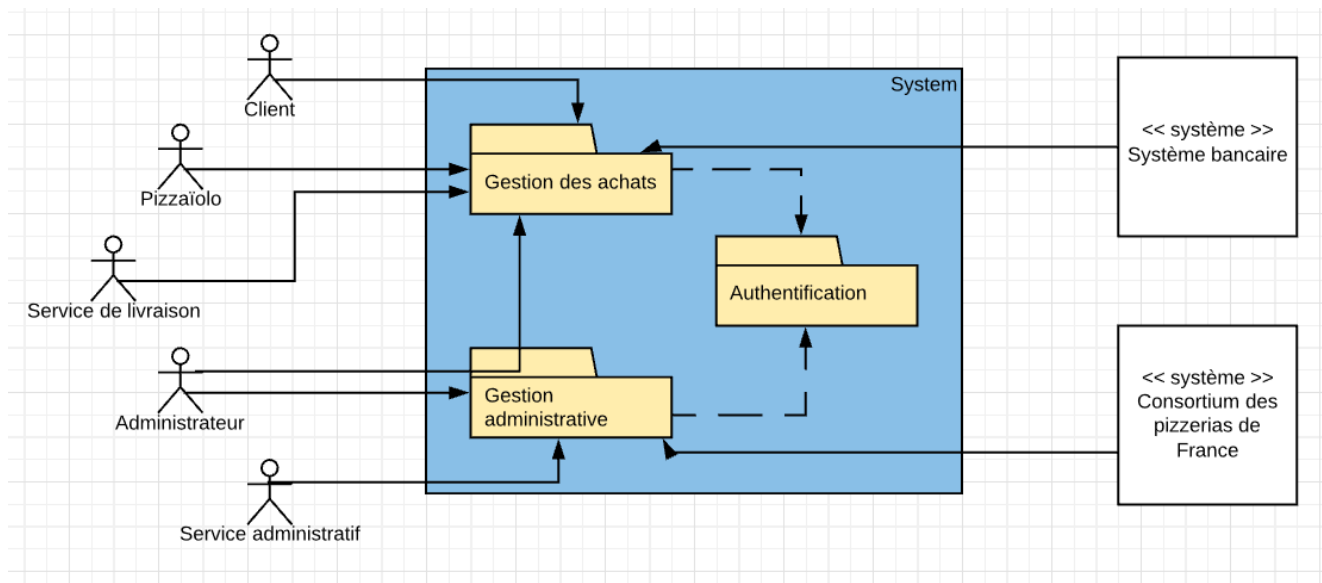 Client
System
Pizzaïolo
Gestion des achats
<< système >>
Système bancaire
Service de livraison
Authentification
Administrateur
Gestion
administrative
<< système >>
Consortium des
pizzerias de
France
Service administratif